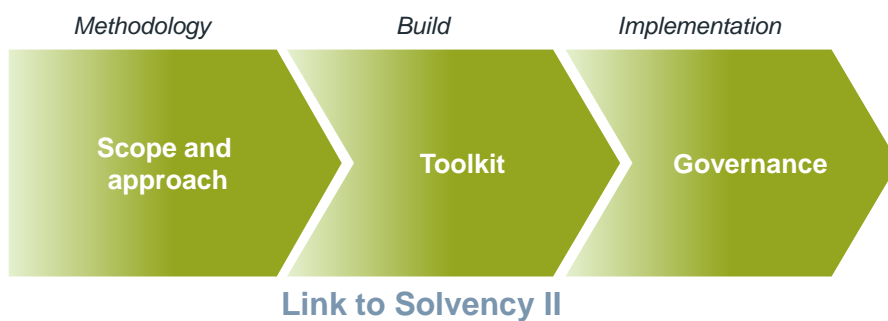 Methodology
Build
Implementation
Scope and
approach
Toolkit
Governance
Link to Solvency II